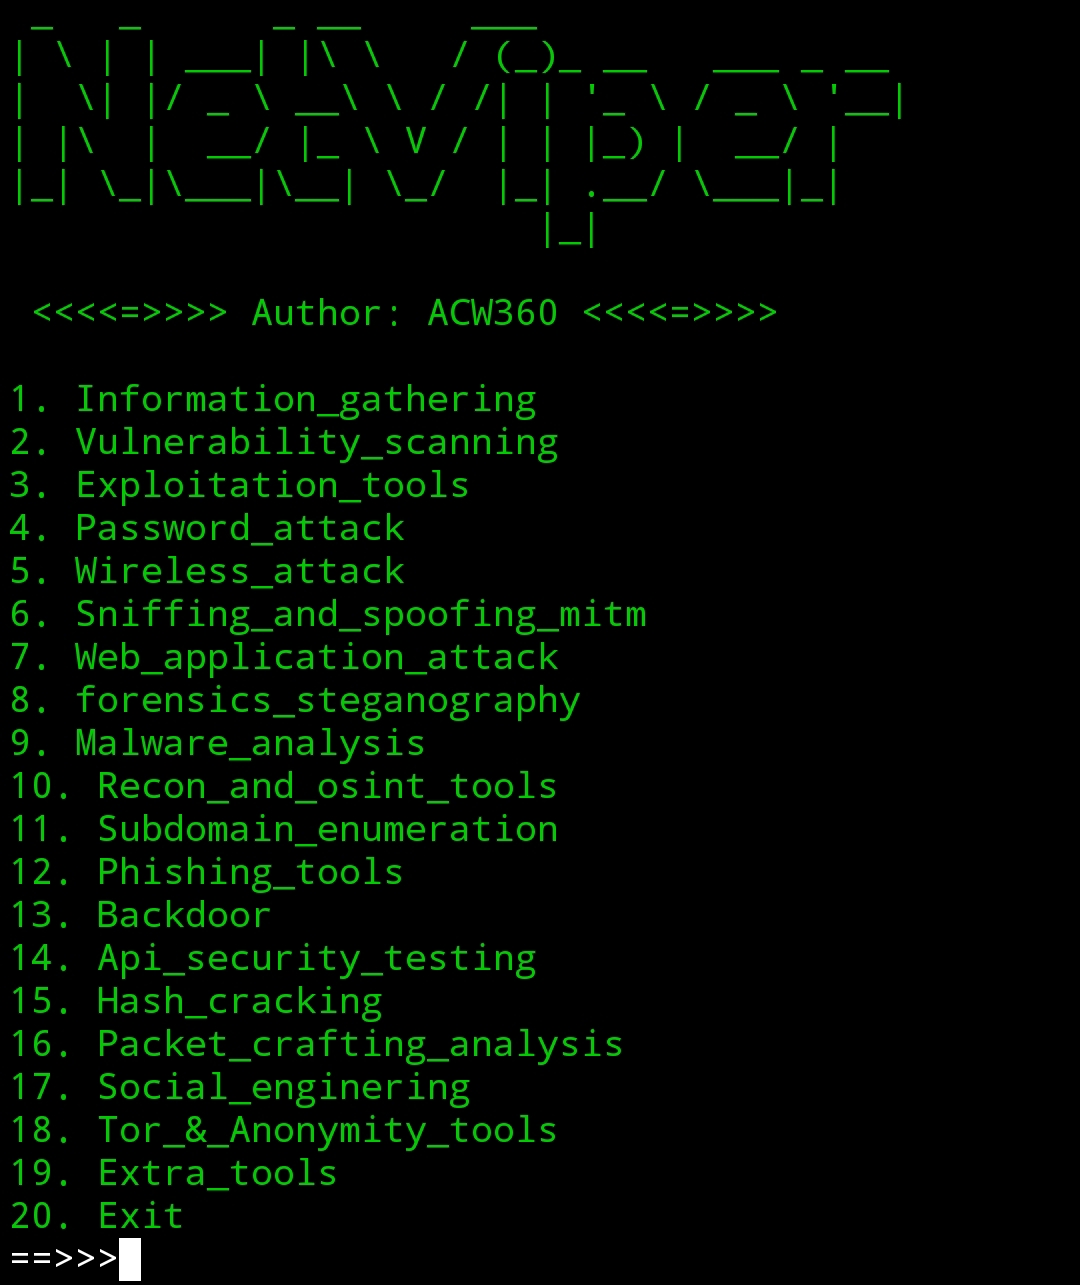 NetViper
<<<<=>>>> Author: ACW360 <<<<=>>>>
1. Information_gathering
2. Vulnerability_scanning
3. Exploitation_tools
4. Password_attack
5. Wireless_attack
6. Sniffing_and_spoofing_mitm
7. Web_application_attack
8. forensics_steganography
9. Malware_analysis
10. Recon_and_osint_tools
11. Subdomain_enumeration
12. Phishing_tools
13. Backdoor
14. Api_security_testing
15. Hash_cracking
16. Packet_crafting_analysis
17. Social_enginering
18. Tor_&_Anonymity_tools
19. Extra_tools
20. Exit
==>>>